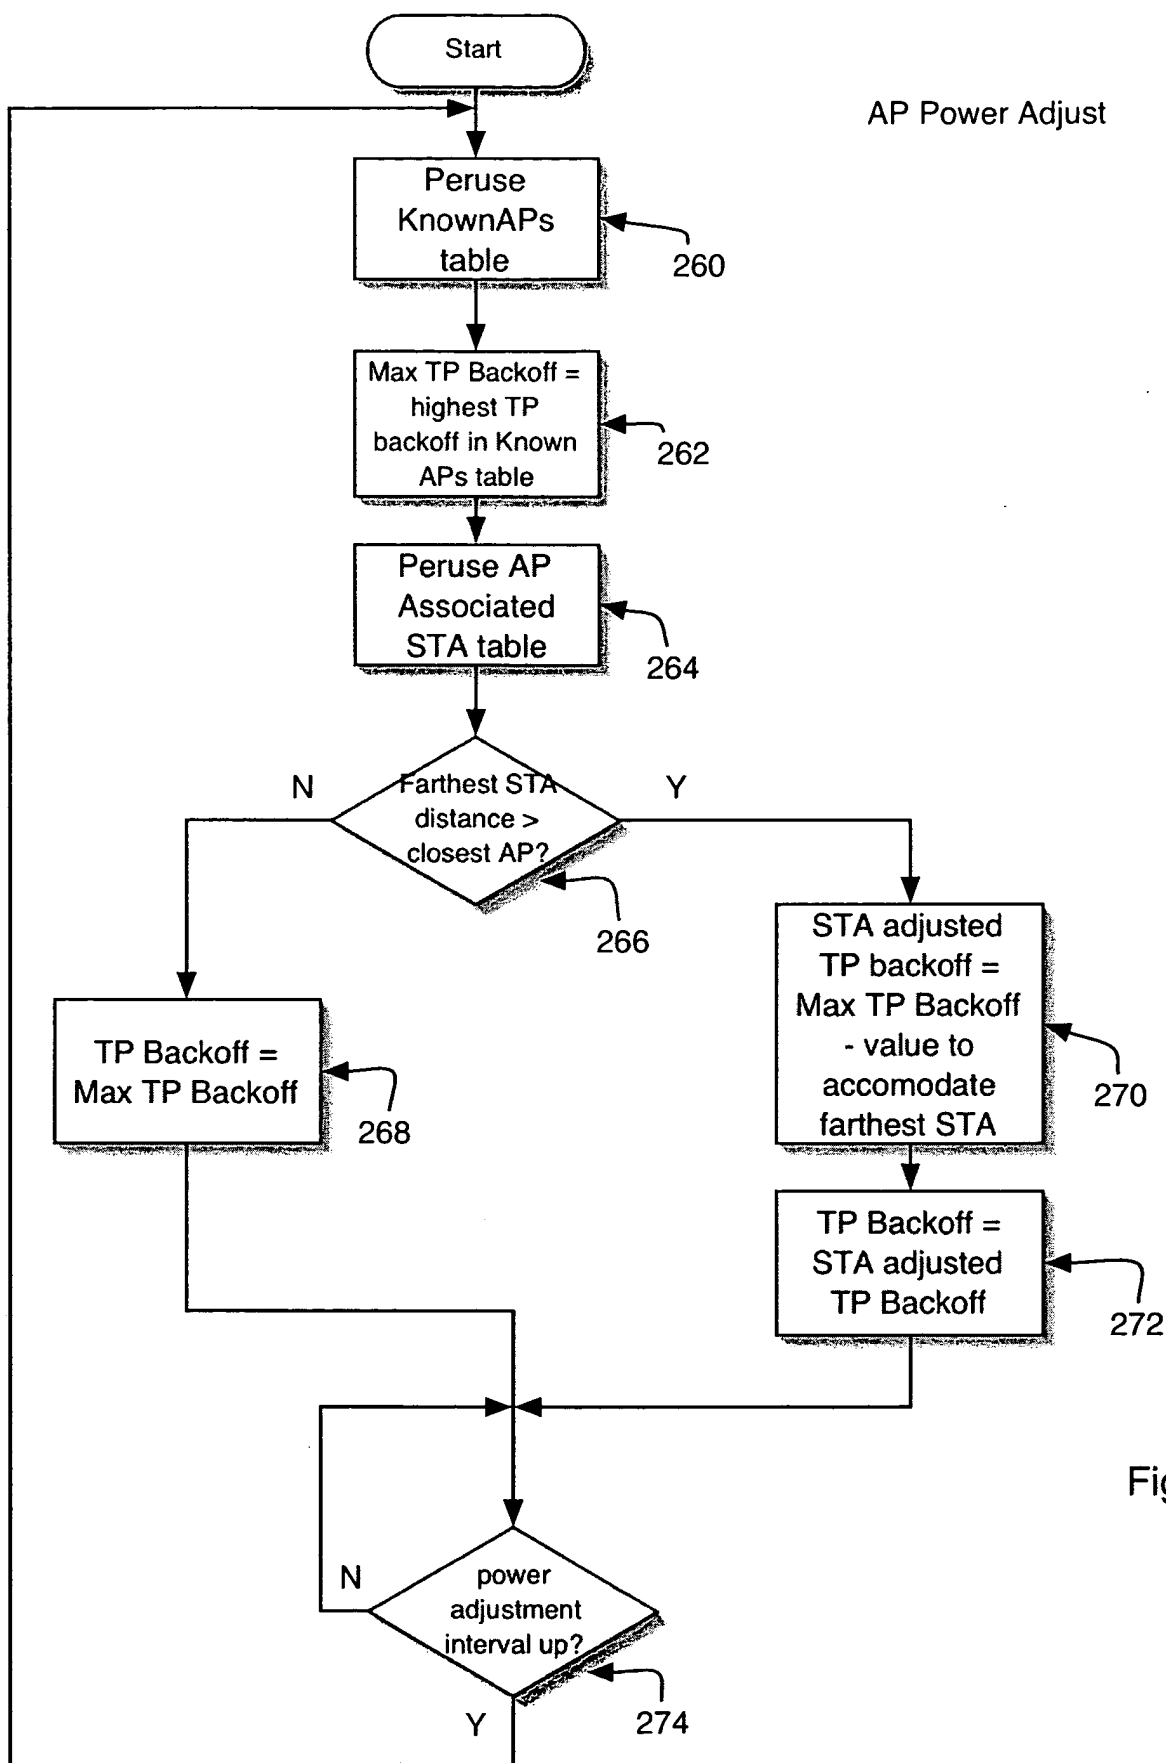 Start
AP Power Adjust
Peruse
KnownAPs
table
260
Max TP Backoff =
highest TP
backoff in Known
APs table
262
Peruse AP
Associated
STA table
264
N
Farthest STA
distance >
closest AP?
Y
266
STA adjusted
TP backoff =
Max TP Backoff
- value to
accomodate
farthest STA
270
TP Backoff =
Max TP Backoff
268
TP Backoff =
STA adjusted
TP Backoff
272
Fig
N
power
adjustment
interval up?
274
Y